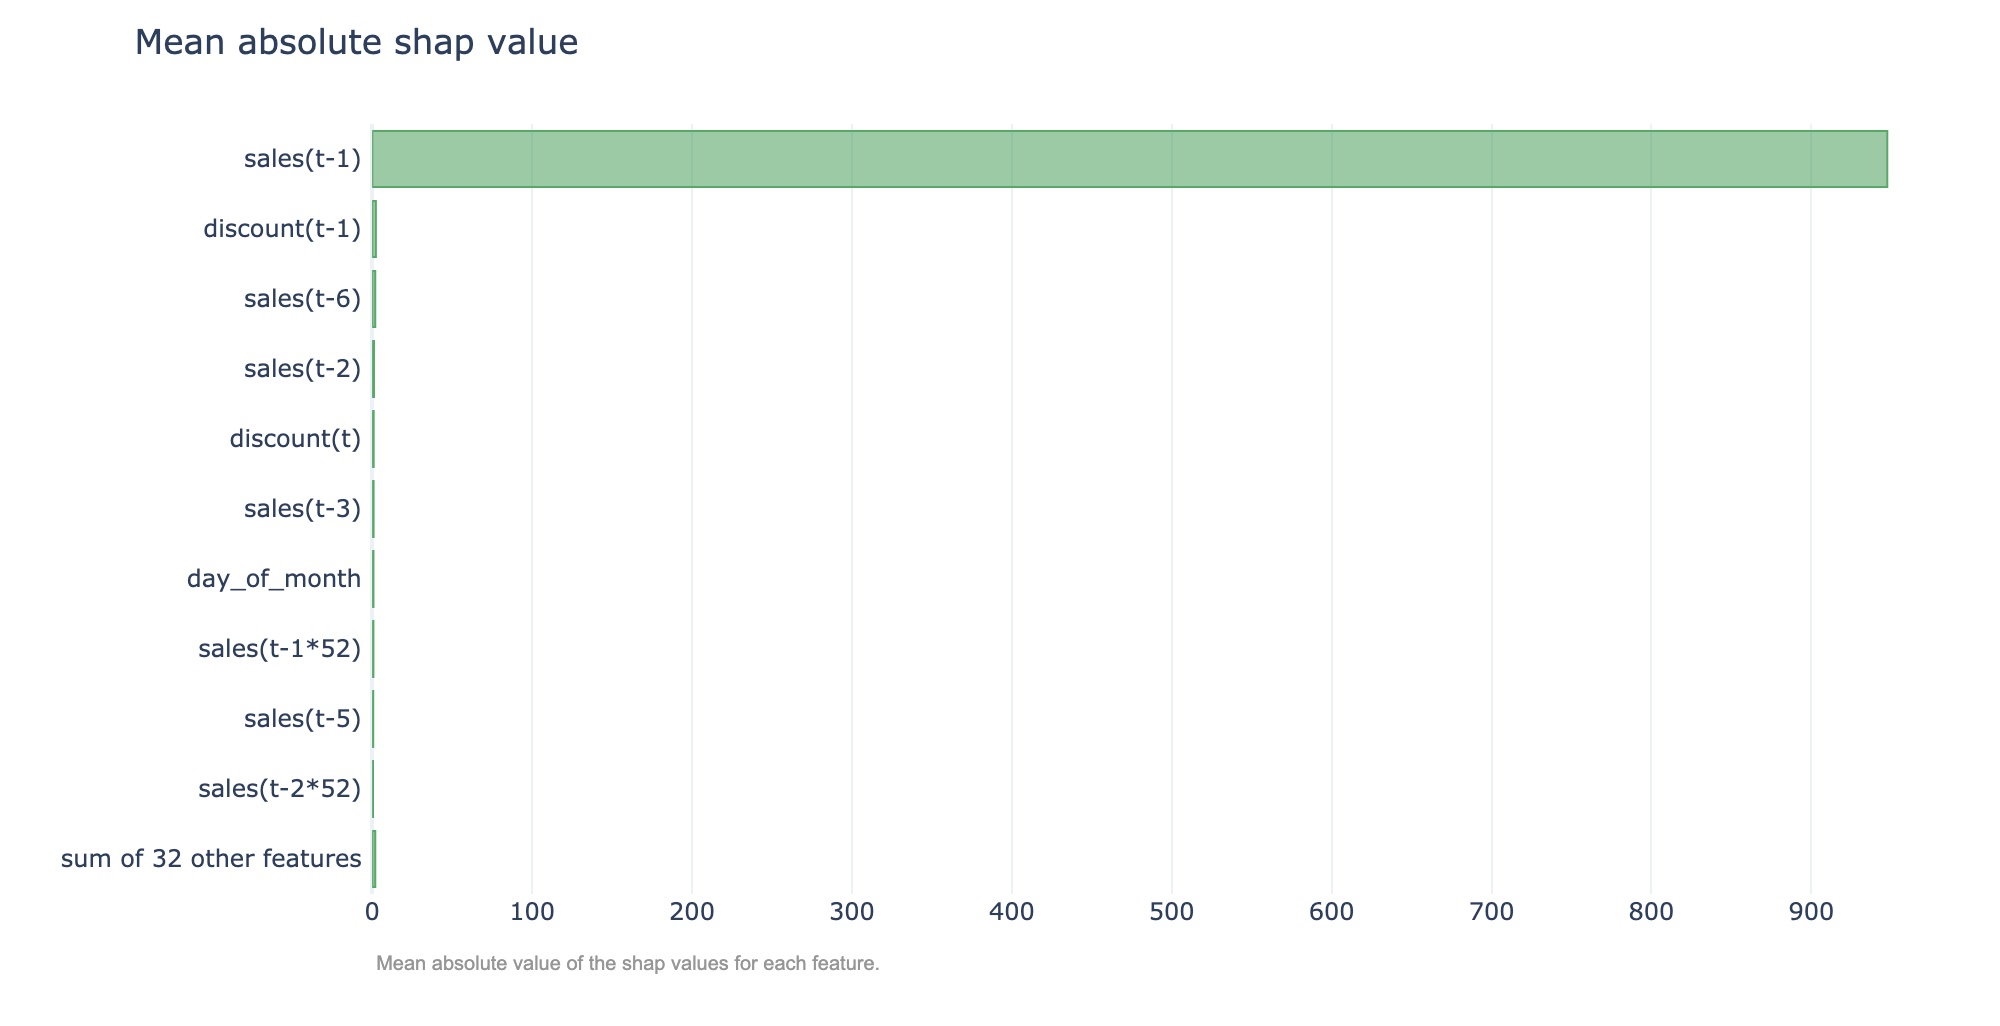 Mean absolute shap value
sales(t-1)
discount(t-1)
sales(t-6)
sales(t-2)
discount(t)
sales(t-3)
day_of_month
sales(t-1*52)
sales(t-5)
sales(t-2*52)
sum of 32 other features
0 100 200 300 400 500 600 700 800 900
Mean absolute value of the shap values for each feature.